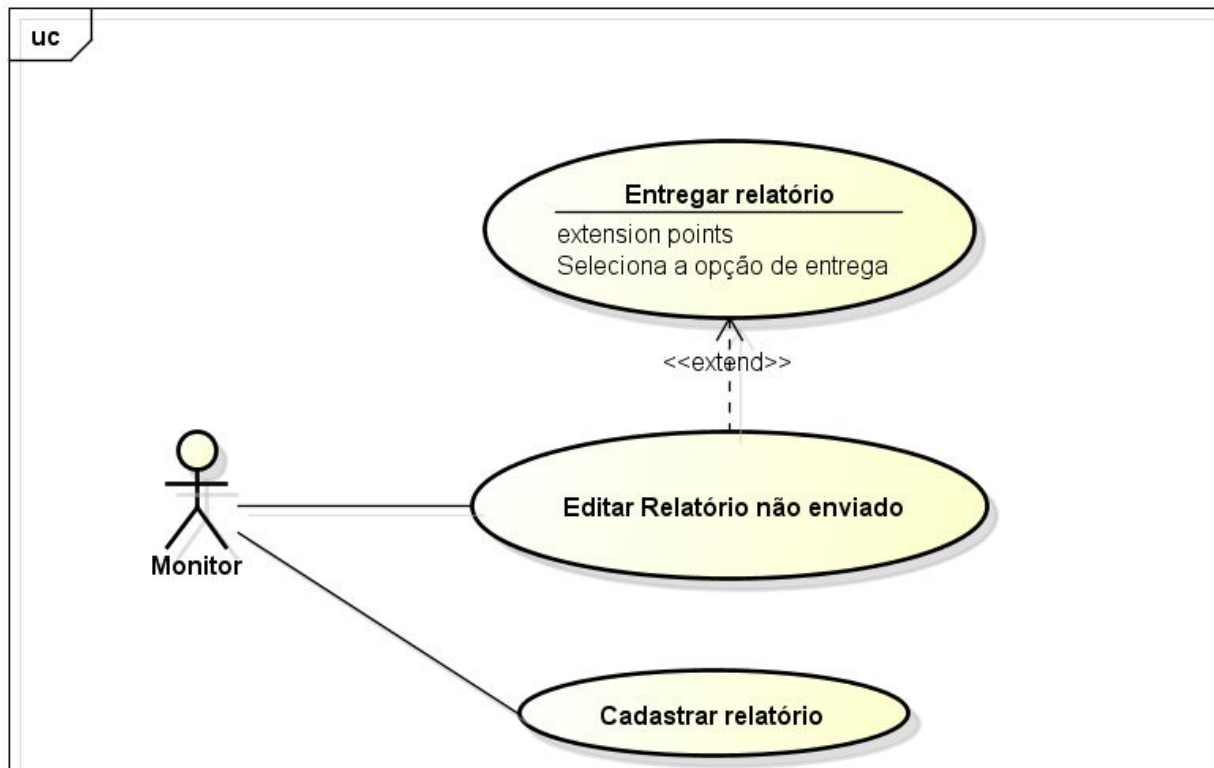 uc
Entregar relatório
extension points
Seleciona a opção de entrega
<<extend>>
Editar Relatório não enviado
Monitor
Cadastrar relatório